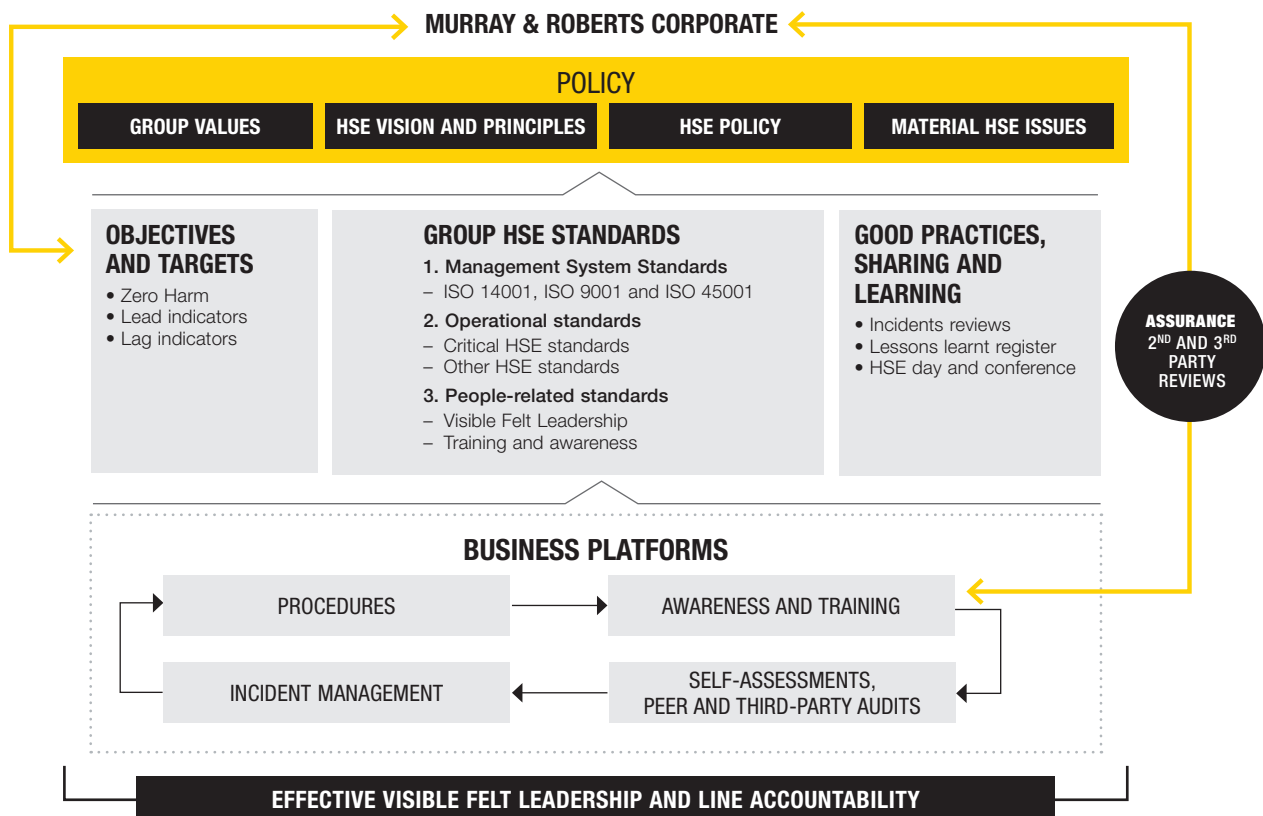 MURRAY & ROBERTS CORPORATE
POLICY
GROUP VALUES
HSE VISION AND PRINCIPLES
HSE POLICY
MATERIAL HSE ISSUES
OBJECTIVES
AND TARGETS
• Zero Harm
• Lead indicators
• Lag indicators
GROUP HSE STANDARDS
1. Management System Standards
– ISO 14001, ISO 9001 and ISO 45001
2. Operational standards
– Critical HSE standards
– Other HSE standards
3. People-related standards
– Visible Felt Leadership
– Training and awareness
GOOD PRACTICES,
SHARING AND
LEARNING
• Incidents reviews
• Lessons learnt register
• HSE day and conference
ASSURANCE
2ND AND 3RD
PARTY
REVIEWS
BUSINESS PLATFORMS
PROCEDURES
AWARENESS AND TRAINING
INCIDENT MANAGEMENT
SELF-ASSESSMENTS,
PEER AND THIRD-PARTY AUDITS
EFFECTIVE VISIBLE FELT LEADERSHIP AND LINE ACCOUNTABILITY